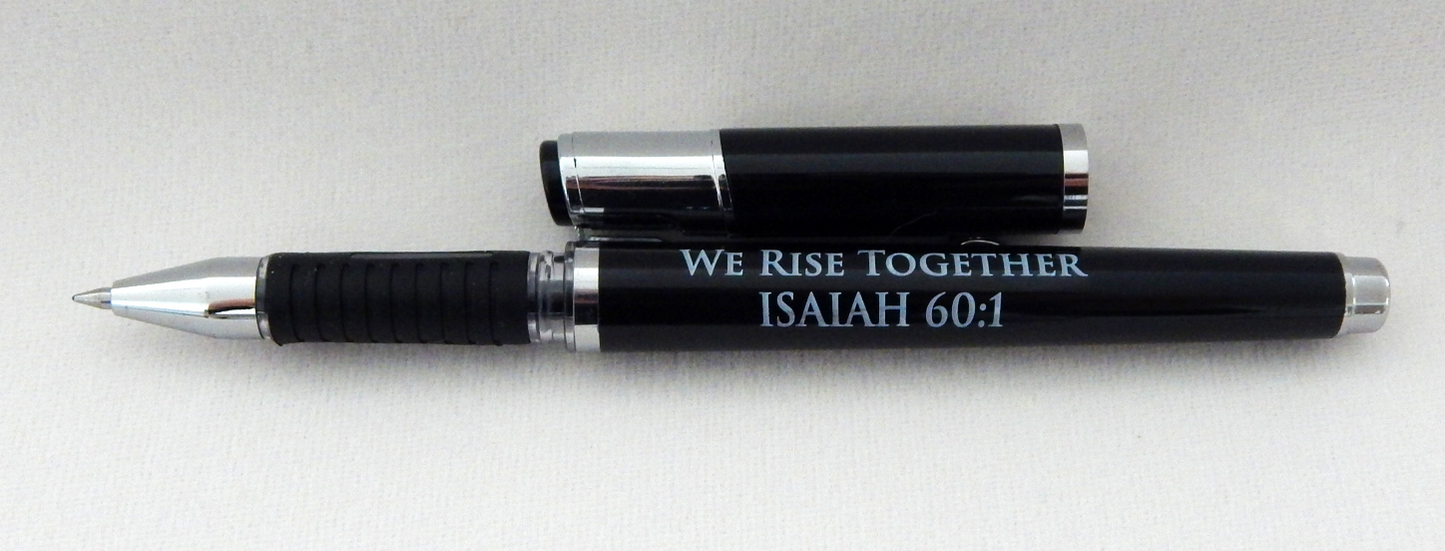 We Rise Together
ISAIAH 60:1